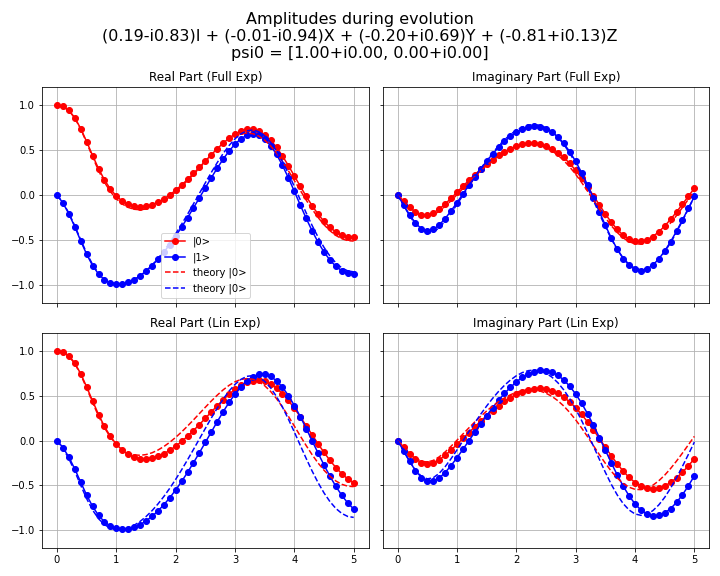 Amplitudes during evolution
(0.19-i0.83)I + (-0.01-i0.94)X + (-0.20+i0.69)Y + (-0.81+i0.13)Z
psi0 = [1.00+i0.00, 0.00+i0.00]
Real Part (Full Exp)
Imaginary Part (Full Exp)
1.0
0.5
0.0
−0.5
−1.0
|0>
|1>
theory |0>
theory |0>
Real Part (Lin Exp)
Imaginary Part (Lin Exp)
1.0
0.5
0.0
−0.5
−1.0
0 1 2 3 4 5
0 1 2 3 4 5